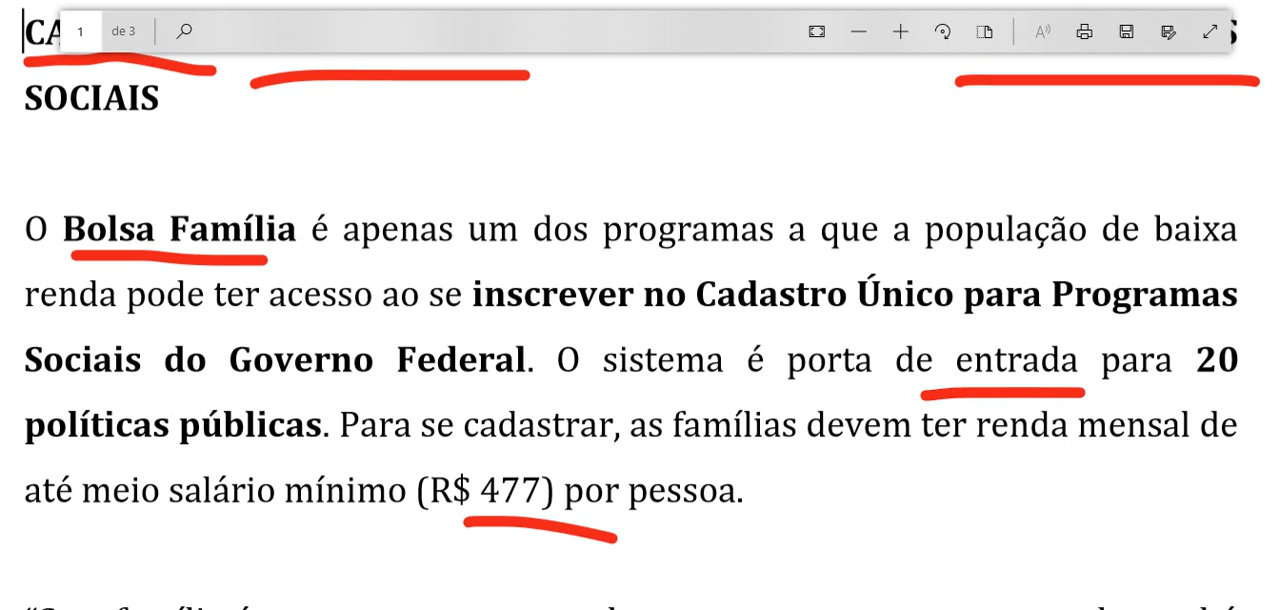 1 de 3
SOCIAIS
O Bolsa Família é apenas um dos programas a que a população de baixa
renda pode ter acesso ao se inscrever no Cadastro Único para Programas
Sociais do Governo Federal. O sistema é porta de entrada para 20
políticas públicas. Para se cadastrar, as famílias devem ter renda mensal de
até meio salário mínimo (R$ 477) por pessoa.